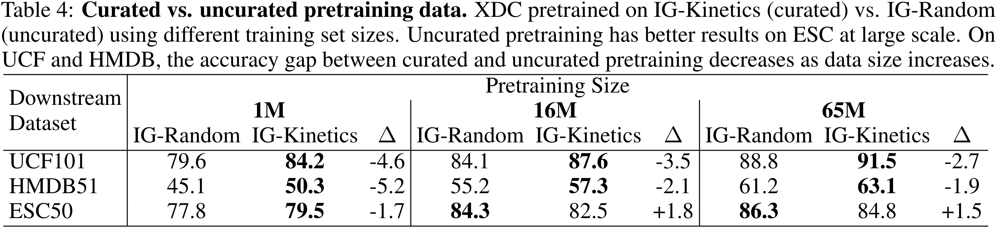 Table 4: Curated vs. uncurated pretraining data. XDC pretrained on IG-Kinetics (curated) vs. IG-Random
(uncurated) using different training set sizes. Uncurated pretraining has better results on ESC at large scale. On
UCF and HMDB, the accuracy gap between curated and uncurated pretraining decreases as data size increases.
Downstream Dataset
Pretraining Size
1M 16M 65M
IG-Random IG-Kinetics Δ IG-Random IG-Kinetics Δ IG-Random IG-Kinetics Δ
UCF101 79.6 84.2 -4.6 84.1 87.6 -3.5 88.8 91.5 -2.7
HMDB51 45.1 50.3 -5.2 55.2 57.3 -2.1 61.2 63.1 -1.9
ESC50 77.8 79.5 -1.7 84.3 82.5 +1.8 86.3 84.8 +1.5